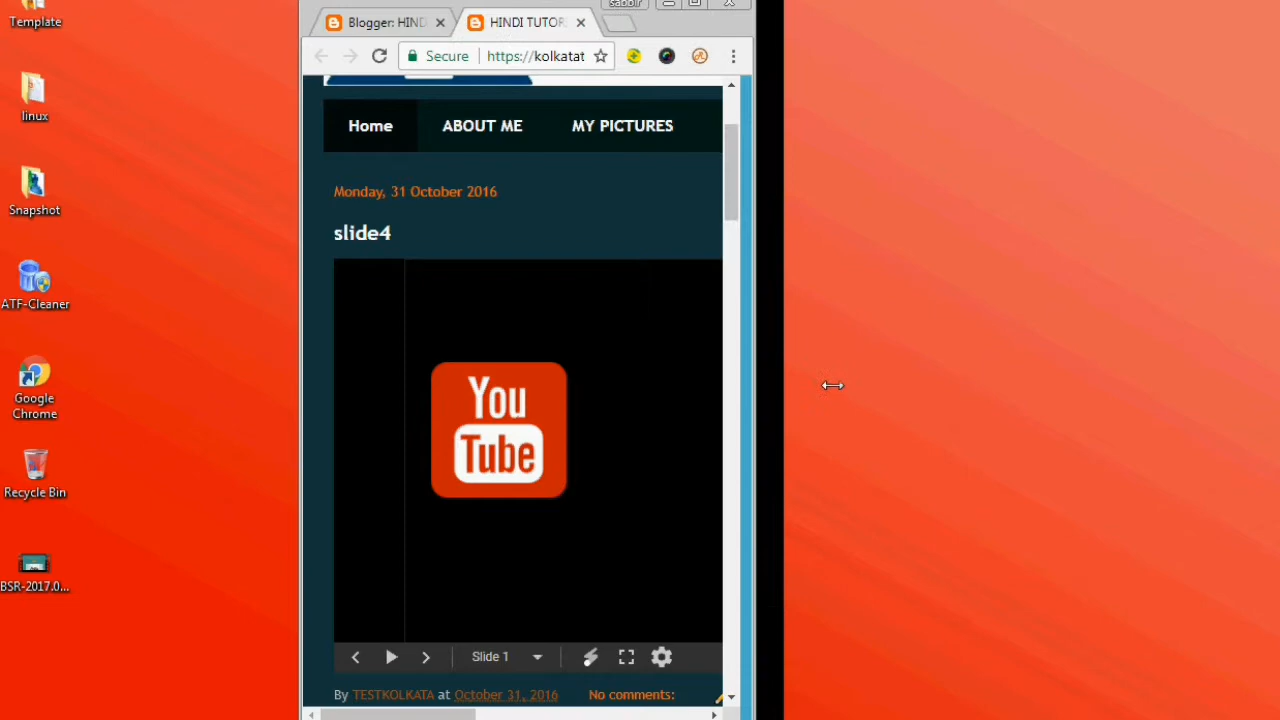 sabbir
Template
Blogger: HIND
HINDI TUTOR
Secure
https://kolkatat
linux
Home
ABOUT ME
MY PICTURES
Monday, 31 October 2016
Snapshot
slide4
ATF-Cleaner
You
Tube
Google
Chrome
Recycle Bin
BSR-2017.0...
Slide 1
By TESTKOLKATA at October 31, 2016
No comments: